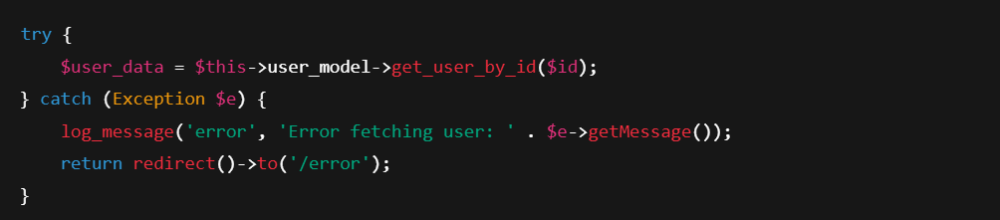 try {
    $user_data = $this->user_model->get_user_by_id($id);
} catch (Exception $e) {
    log_message('error', 'Error fetching user: ' . $e->getMessage());
    return redirect()->to('/error');
}